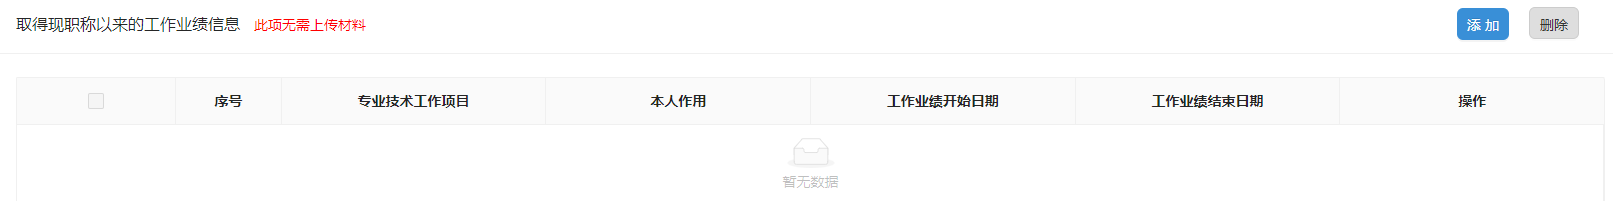 取得现职称以来的工作业绩信息 此项无需上传材料 添 加 删除
序号 专业技术工作项目 本人作用 工作业绩开始日期 工作业绩结束日期 操作
暂无数据